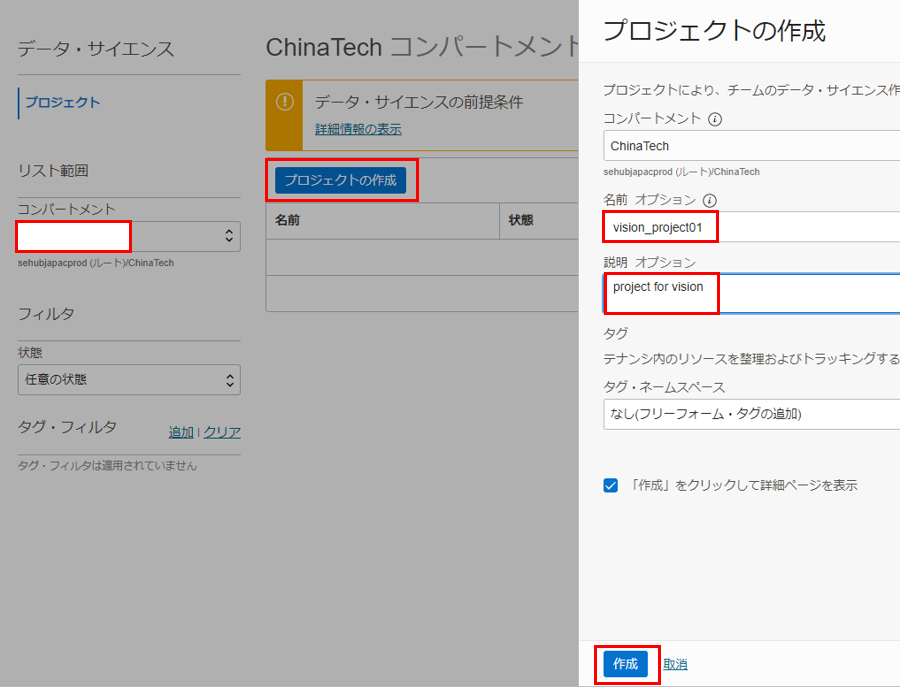 データ・サイエンス
プロジェクト
リスト範囲
コンパートメント
sehubjapacprod (ルート)/ChinaTech
フィルタ
状態
任意の状態
タグ・フィルタ
追加 | クリア
タグ・フィルタは適用されていません
ChinaTech コンパートメント
データ・サイエンスの前提条件
詳細情報の表示
プロジェクトの作成
名前 状態
プロジェクトの作成
プロジェクトにより、チームのデータ・サイエンス作
コンパートメント
ChinaTech
sehubjapacprod (ルート)/ChinaTech
名前 オプション
vision_project01
説明 オプション
project for vision
タグ
テナンシ内のリソースを整理およびトラッキングする
タグ・ネームスペース
なし(フリーフォーム・タグの追加)
「作成」をクリックして詳細ページを表示
作成 取消